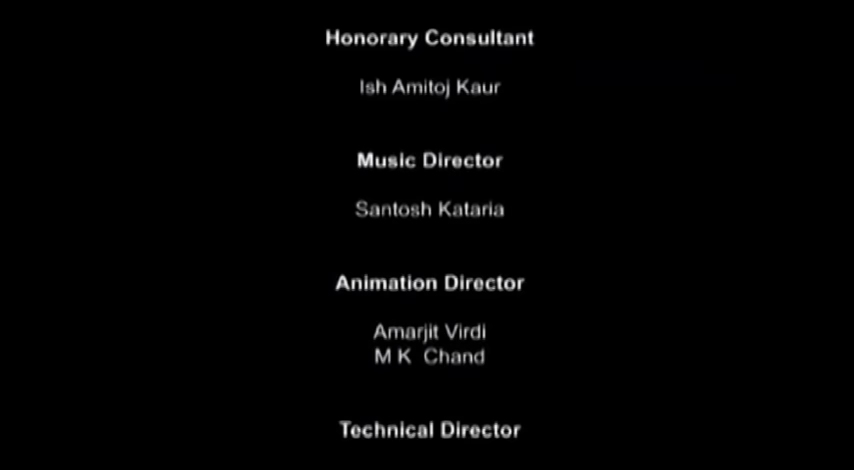 Honorary Consultant
Ish Amitoj Kaur
Music Director
Santosh Kataria
Animation Director
Amarjit Virdi
M K Chand
Technical Director